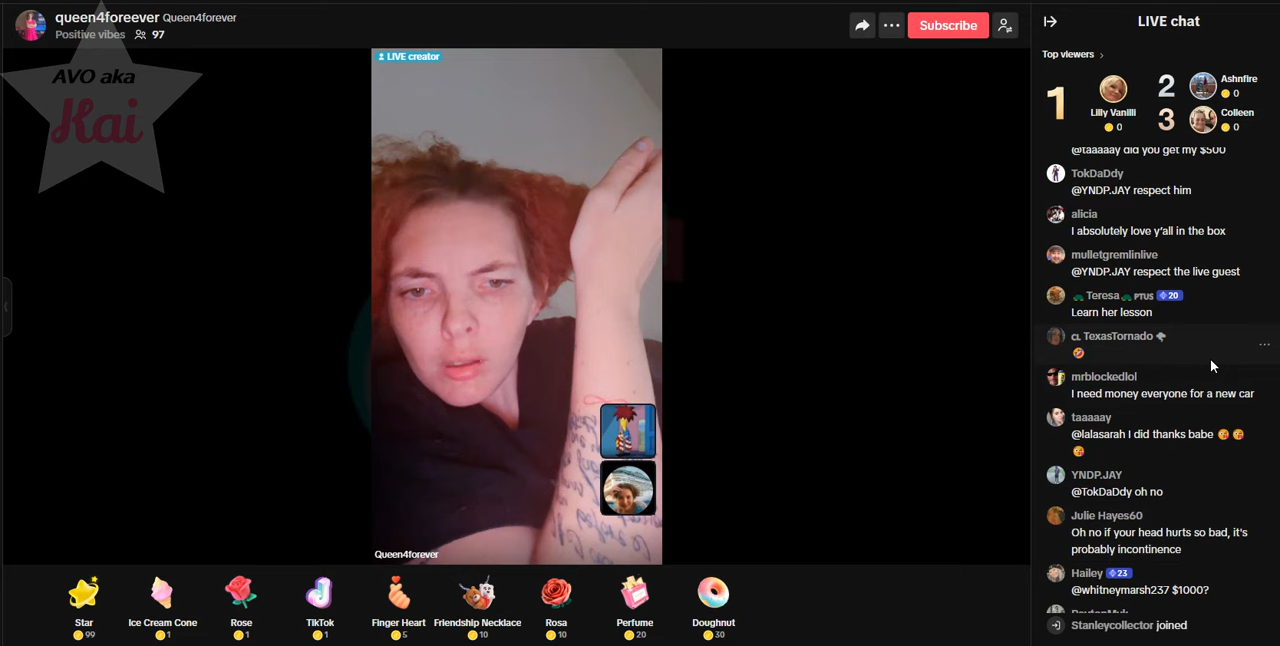 queen4foreever Queen4forever
Positive vibes 97
Subscribe
AVO aka
Kai
LIVE creator
Queen4forever
Star
99
Ice Cream Cone
1
Rose
1
TikTok
1
Finger Heart
5
Friendship Necklace
10
Rosa
10
Perfume
20
Doughnut
30
LIVE chat
Top viewers
1
Lilly Vanilli
0
2
Ashnfire
0
3
Colleen
0
@taaaaay did you get my $500
TokDaDdy
@YNDP.JAY respect him
alicia
I absolutely love y'all in the box
mulletgremlinlive
@YNDP.JAY respect the live guest
Teresa PTUS 20
Learn her lesson
CL TexasTornado
mrblockedlol
I need money everyone for a new car
taaaaay
@lalasarah I did thanks babe
YNDP.JAY
@TokDaDdy oh no
Julie Hayes60
Oh no if your head hurts so bad, it's
probably incontinence
Hailey 23
@whitneymarsh237 $1000?
Stanleycollector joined